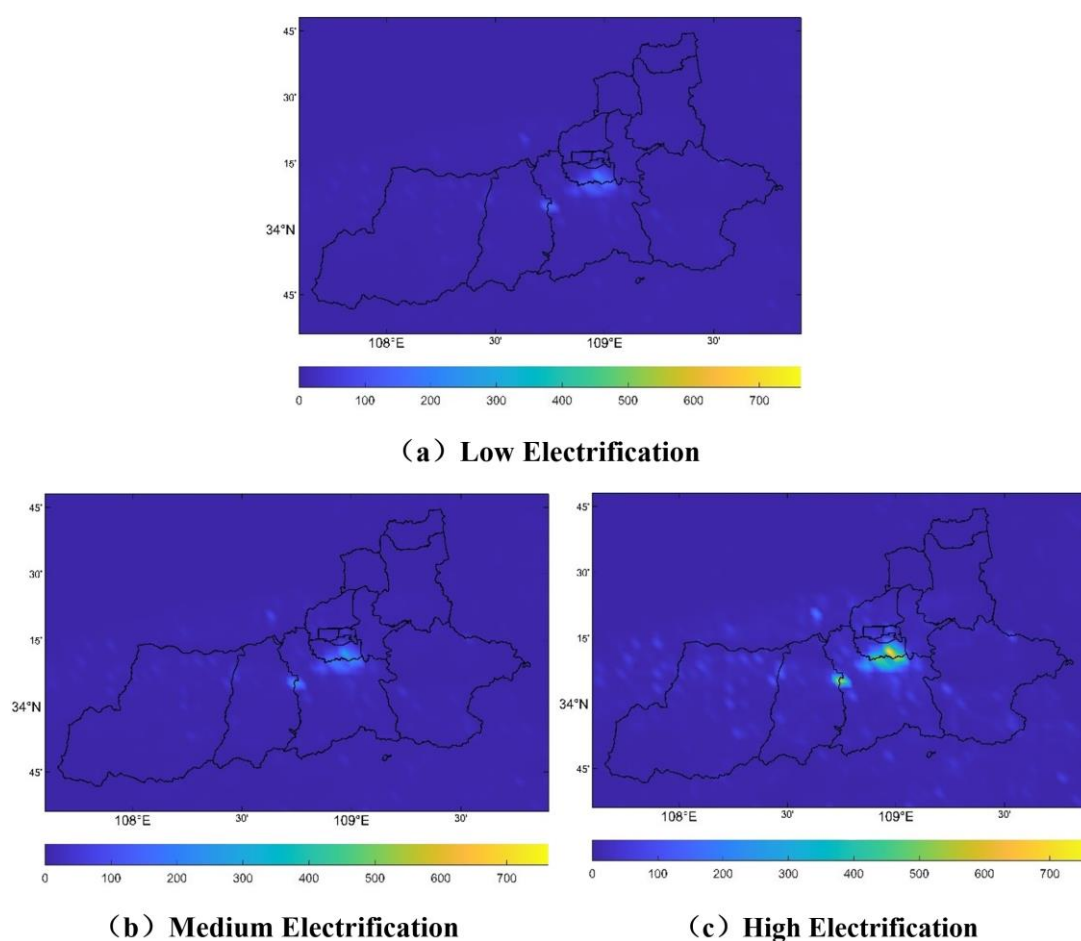 45'
30'
15'
34°N
45'
108°E 30' 109°E 30'
0 100 200 300 400 500 600 700
（a）Low Electrification
45'
30'
15'
34°N
45'
108°E 30' 109°E 30'
0 100 200 300 400 500 600 700
（b）Medium Electrification
45'
30'
15'
34°N
45'
108°E 30' 109°E 30'
0 100 200 300 400 500 600 700
（c）High Electrification